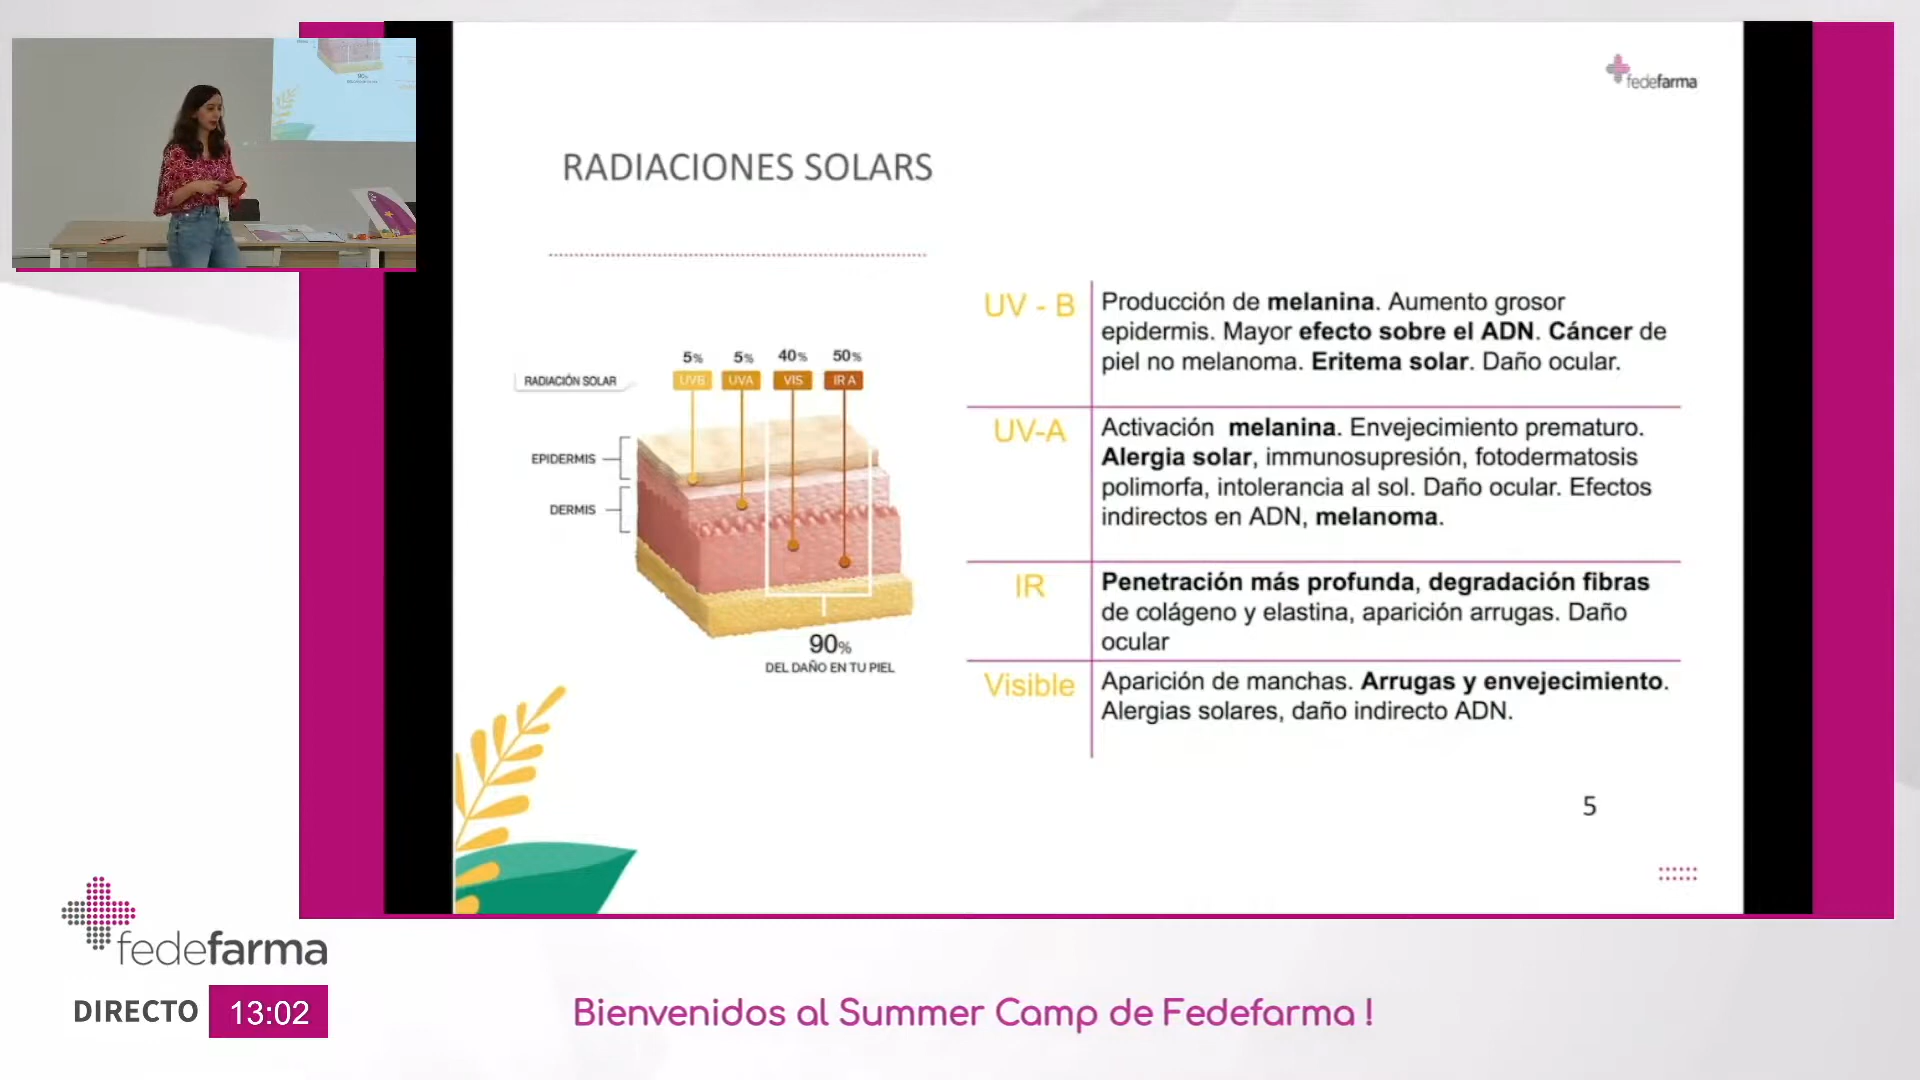 fedefarma
RADIACIONES SOLARS
5% 5% 40% 50%
RADIACIÓN SOLAR UVB UVA VIS IR A
EPIDERMIS
DERMIS
90%
DEL DAÑO EN TU PIEL
UV - B
Producción de melanina. Aumento grosor
epidermis. Mayor efecto sobre el ADN. Cáncer de
piel no melanoma. Eritema solar. Daño ocular.
UV-A
Activación melanina. Envejecimiento prematuro.
Alergia solar, immunosupresión, fotodermatosis
polimorfa, intolerancia al sol. Daño ocular. Efectos
indirectos en ADN, melanoma.
IR
Penetración más profunda, degradación fibras
de colágeno y elastina, aparición arrugas. Daño
ocular
Visible
Aparición de manchas. Arrugas y envejecimiento.
Alergias solares, daño indirecto ADN.
5
fedefarma
DIRECTO 13:02
Bienvenidos al Summer Camp de Fedefarma !